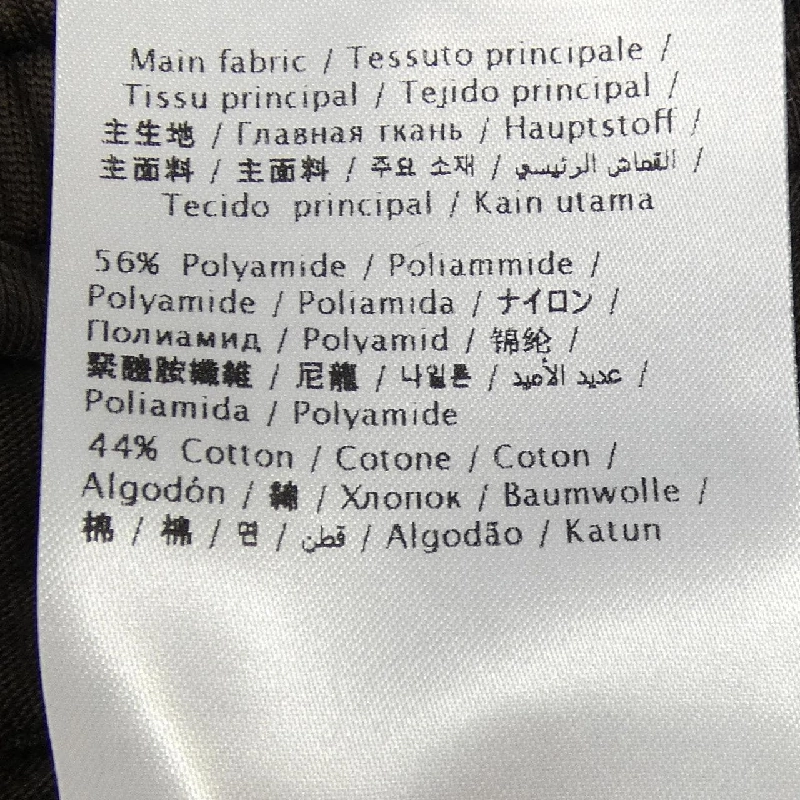 Main fabric / Tessuto principale /
Tissu principal / Tejido principal /
主生地 / Главная ткань / Hauptstoff /
主面料 / 主面料 / 주요 소재 / القماش الرئيسي /
Tecido principal / Kain utama
56% Polyamide / Poliammide /
Polyamide / Poliamida / ナイロン /
Полиамид / Polyamid / 锦纶 /
聚醯胺纖維 / 尼龍 / 나일론 / عديد الأميد /
Poliamida / Polyamide
44% Cotton / Cotone / Coton /
Algodón / 綿 / Хлопок / Baumwolle /
棉 / 棉 / 면 / قطن / Algodão / Katun